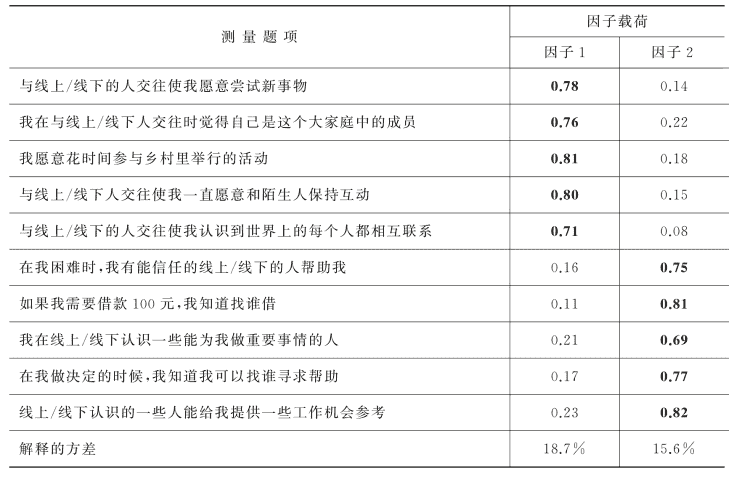 测量题项 因子载荷
因子1 因子2
与线上/线下的人交往使我愿意尝试新事物 0.78 0.14
我在与线上/线下人交往时觉得自己是这个大家庭中的成员 0.76 0.22
我愿意花时间参与乡村里举行的活动 0.81 0.18
与线上/线下人交往使我一直愿意和陌生人保持互动 0.80 0.15
与线上/线下的人交往使我认识到世界上的每个人都相互联系 0.71 0.08
在我困难时,我有能信任的线上/线下的人帮助我 0.16 0.75
如果我需要借款100元,我知道找谁借 0.11 0.81
我在线上/线下认识一些能为我做重要事情的人 0.21 0.69
在我做决定的时候,我知道我可以找谁寻求帮助 0.17 0.77
线上/线下认识的一些人能给我提供一些工作机会参考 0.23 0.82
解释的方差 18.7% 15.6%